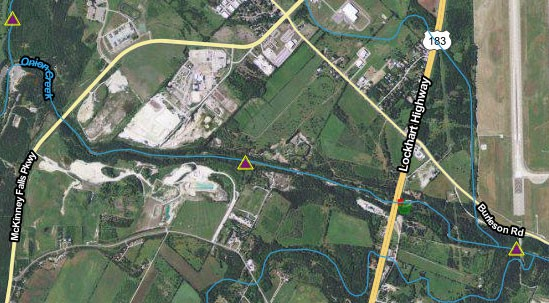 183
Onion Creek
Lockhart Highway
McKinney Falls Pkwy
Burleson Rd